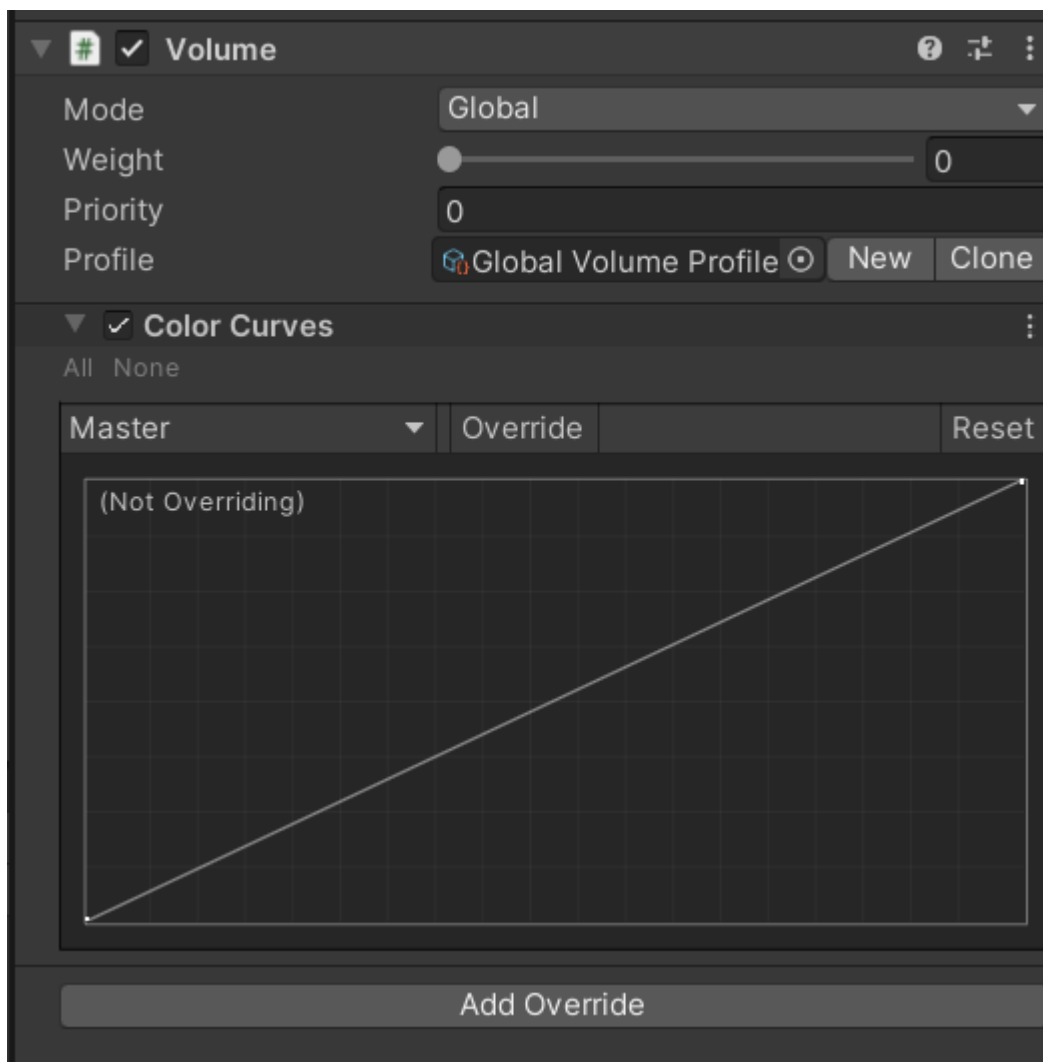 # Volume
Mode Global
Weight 0
Priority 0
Profile Global Volume Profile New Clone
Color Curves
All None
Master Override Reset
(Not Overriding)
Add Override